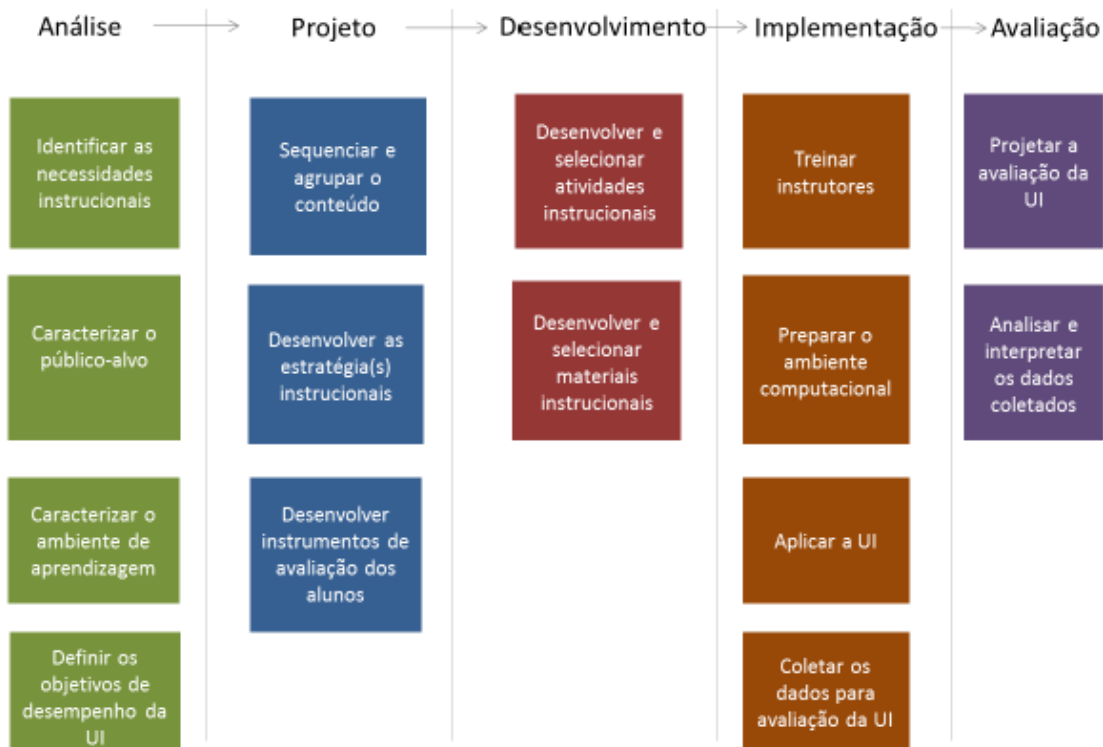 Análise
Projeto
Desenvolvimento
Implementação
Avaliação
Identificar as
necessidades
instrucionais
Caracterizar o
público-alvo
Caracterizar o
ambiente de
aprendizagem
Definir os
objetivos de
desempenho da
UI
Sequenciar e
agrupar o
conteúdo
Desenvolver as
estratégia(s)
instrucionais
Desenvolver
instrumentos de
avaliação dos
alunos
Desenvolver e
selecionar
atividades
instrucionais
Desenvolver e
selecionar
materiais
instrucionais
Treinar
instrutores
Preparar o
ambiente
computacional
Aplicar a UI
Coletar os
dados para
avaliação da UI
Projetar a
avaliação da
UI
Analisar e
interpretar
os dados
coletados